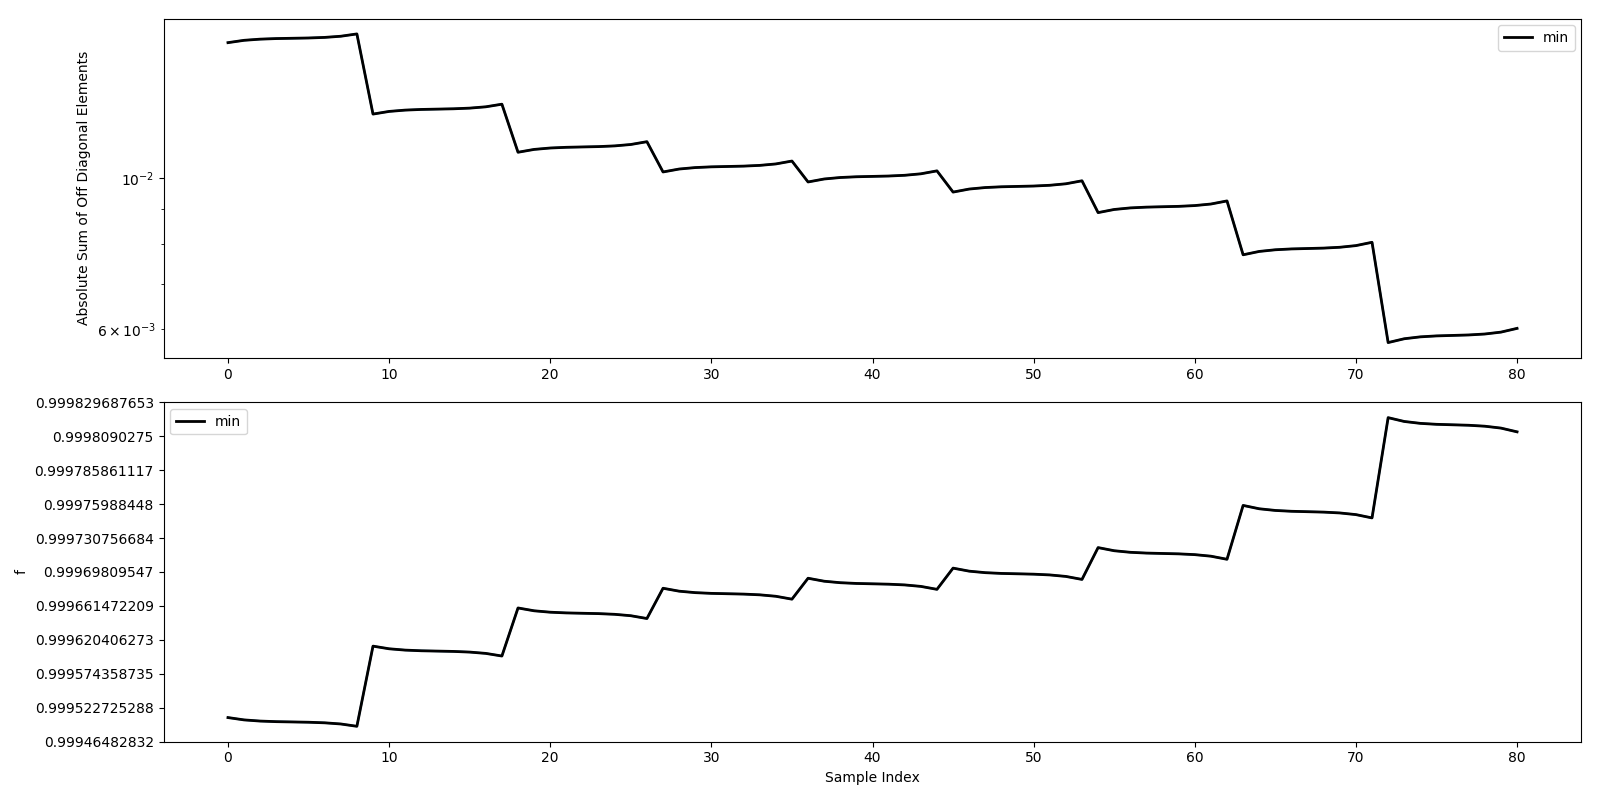 Absolute Sum of Off Diagonal Elements
min
10⁻²
6 × 10⁻³
0 10 20 30 40 50 60 70 80
f
min
0.999829687653
0.9998090275
0.999785861117
0.99975988448
0.999730756684
0.99969809547
0.999661472209
0.999620406273
0.999574358735
0.999522725288
0.99946482832
0 10 20 30 40 50 60 70 80
Sample Index